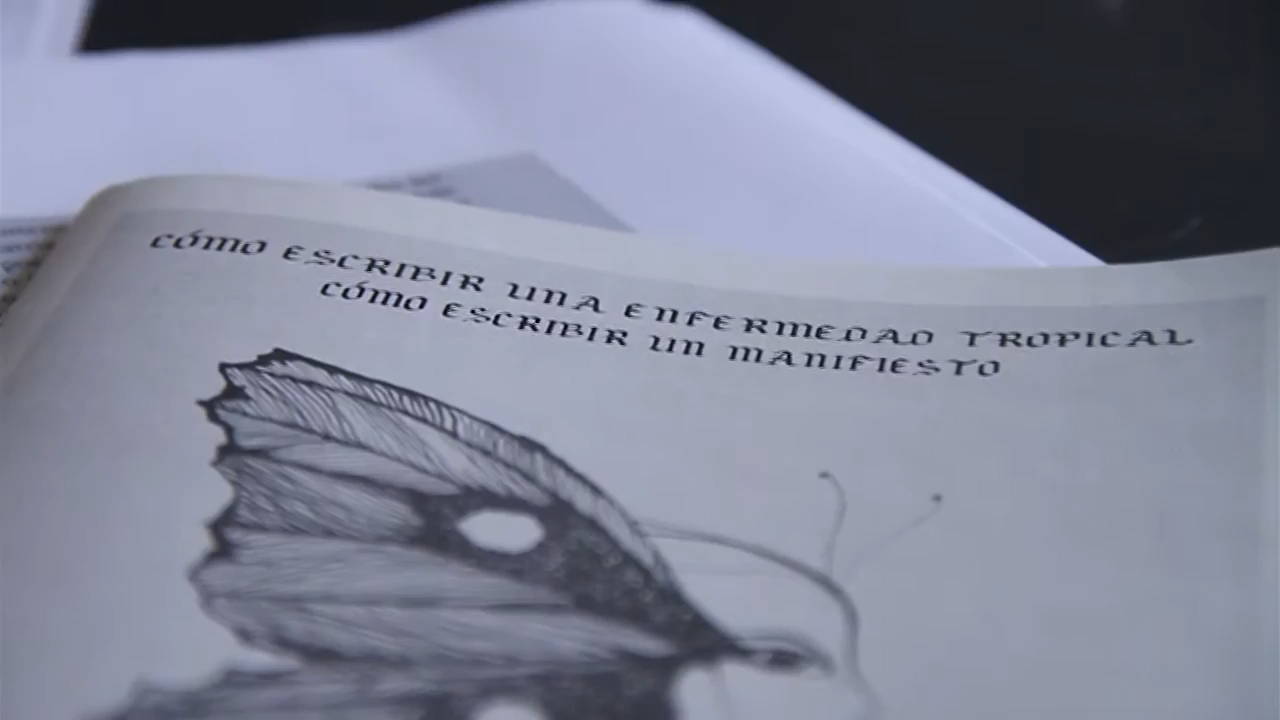 CÓMO ESCRIBIR UNA ENFERMEDAD TROPICAL
CÓMO ESCRIBIR UN MANIFIESTO